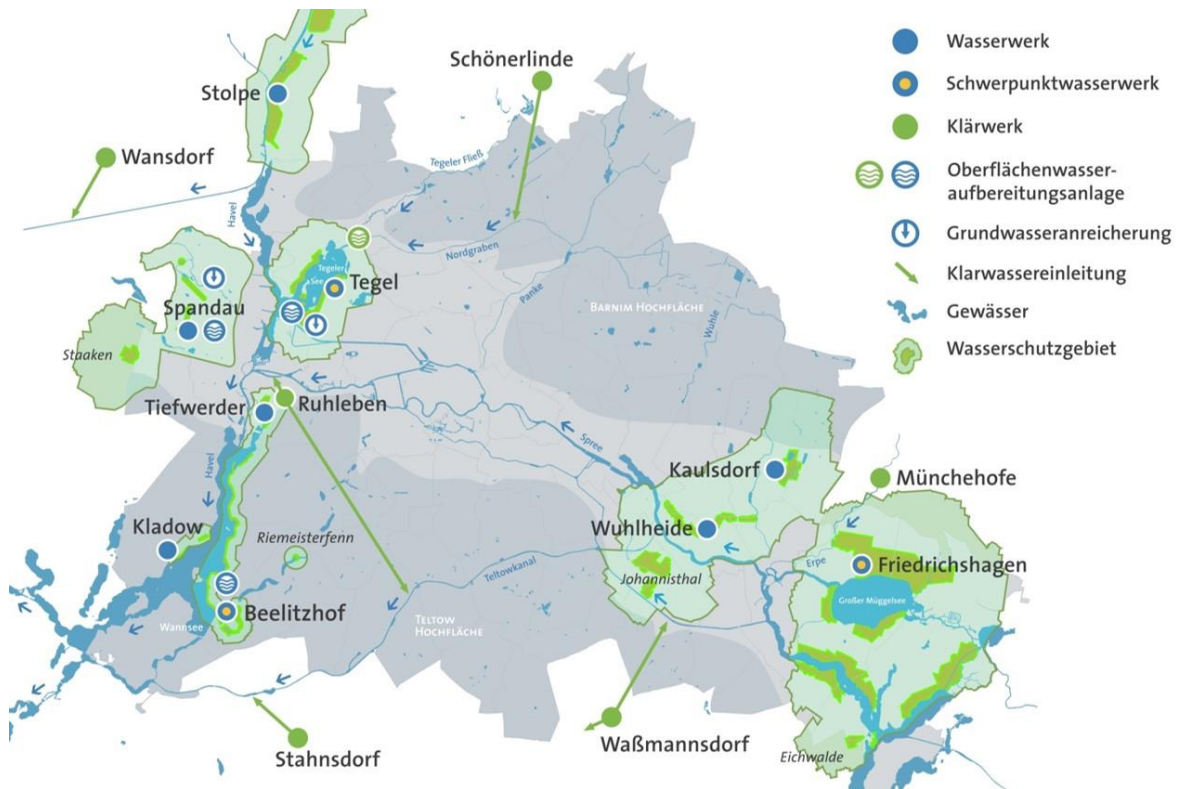 Schönerlinde
Stolpe
Wansdorf
Tegeler Fließ
Havel
Nordgraben
Tegeler
See
Tegel
Panke
Spandau
Barnim Hochfläche
Wuhle
Staaken
Tiefwerder
Ruhleben
Spree
Kaulsdorf
Münchehofe
Havel
Kladow
Riemeisterfenn
Wuhlheide
Erpe
Friedrichshagen
Teltowkanal
Johannisthal
Großer Müggelsee
Beelitzhof
Wannsee
Teltow
Hochfläche
Stahnsdorf
Waßmannsdorf
Eichwalde
Wasserwerk
Schwerpunktwasserwerk
Klärwerk
Oberflächenwasser-
aufbereitungsanlage
Grundwasseranreicherung
Klarwassereinleitung
Gewässer
Wasserschutzgebiet